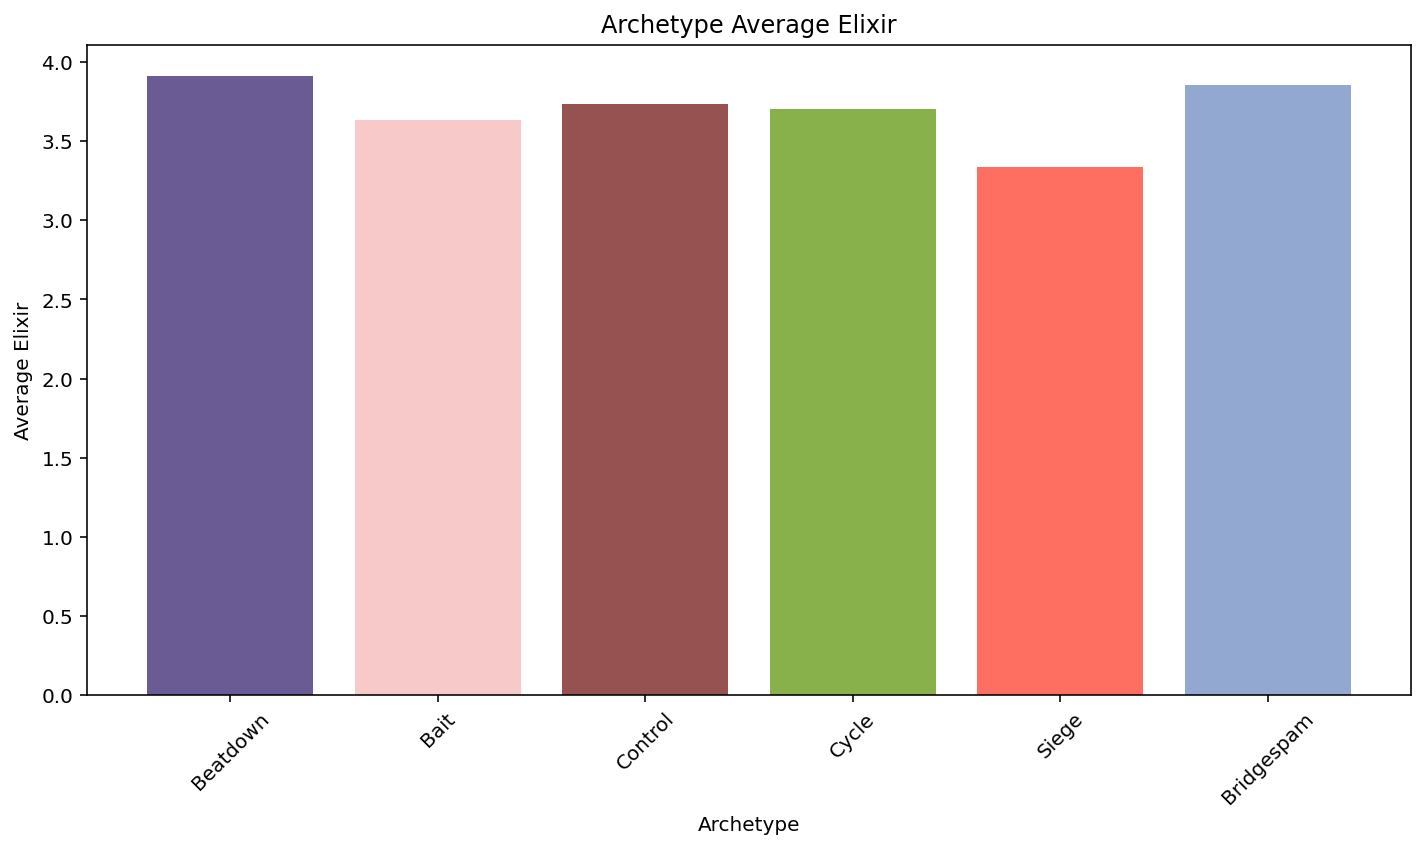 Archetype Average Elixir
4.0
3.5
3.0
2.5
2.0
1.5
1.0
0.5
0.0
Average Elixir
Beatdown
Bait
Control
Cycle
Siege
Bridgespam
Archetype